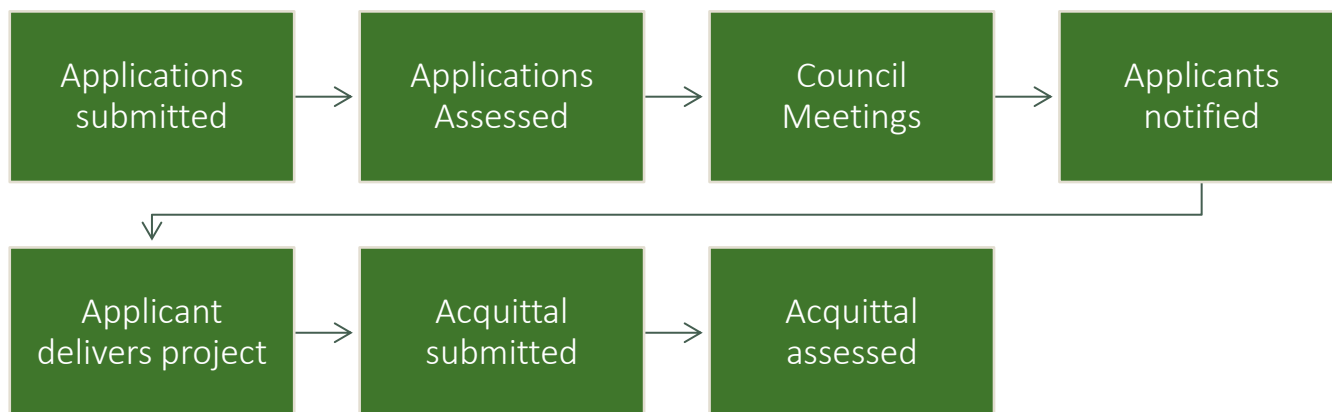 Applications
submitted
Applications
Assessed
Council
Meetings
Applicants
notified
Applicant
delivers project
Acquittal
submitted
Acquittal
assessed